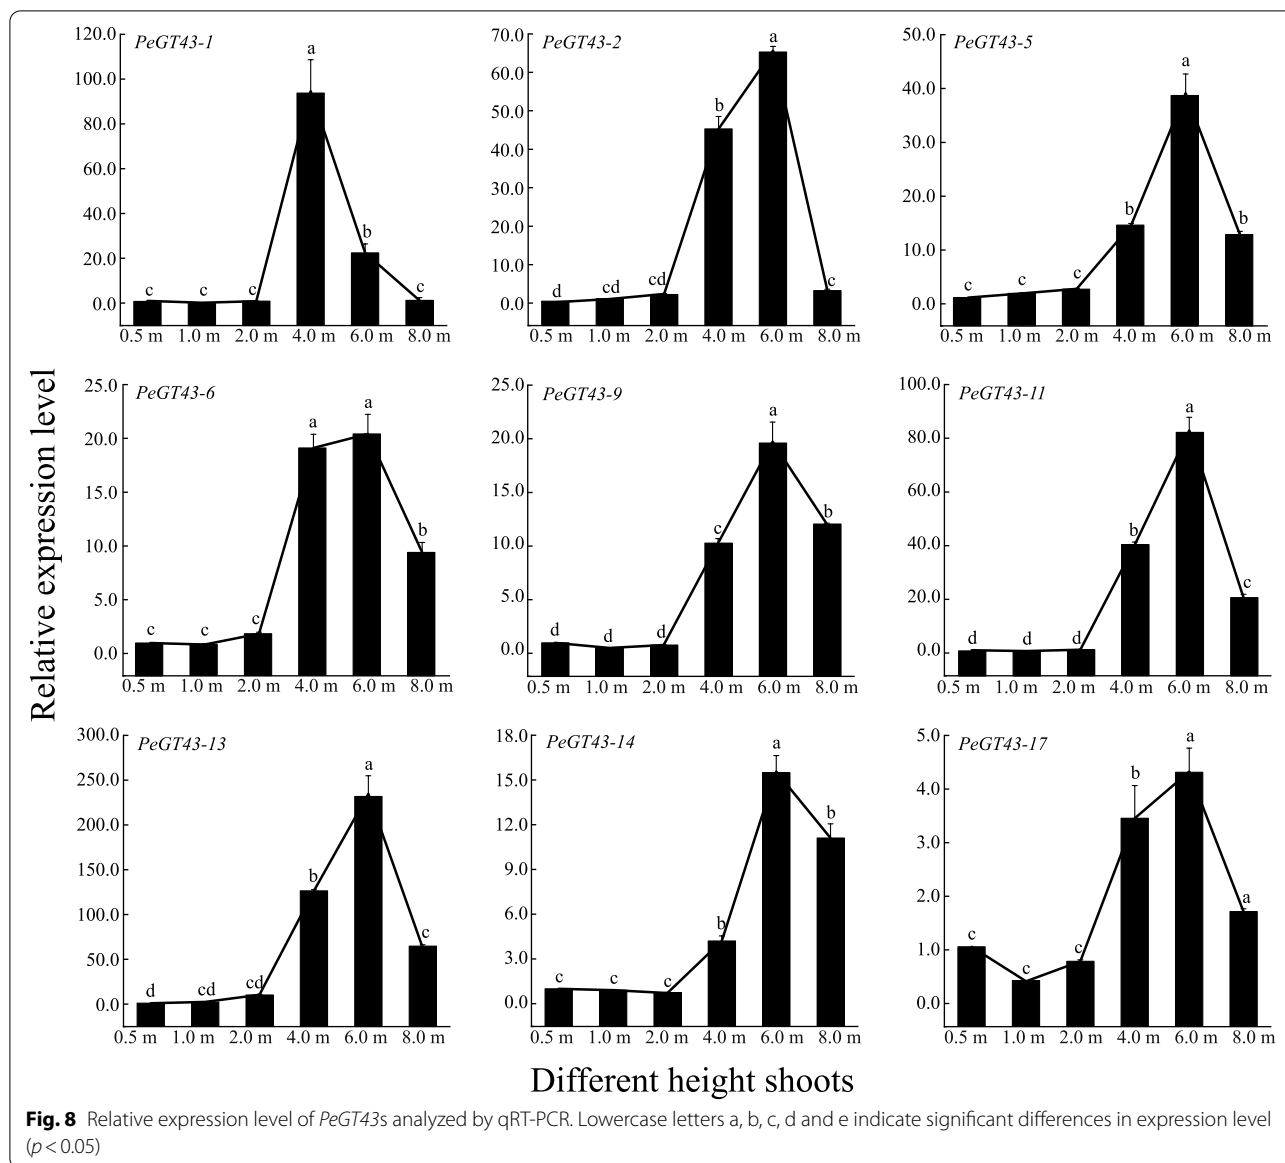 PeGT43-1
120.0
100.0
80.0
60.0
40.0
20.0
0.0
c c c a b c
0.5 m 1.0 m 2.0 m 4.0 m 6.0 m 8.0 m
PeGT43-2
70.0
60.0
50.0
40.0
30.0
20.0
10.0
0.0
d cd cd b a c
0.5 m 1.0 m 2.0 m 4.0 m 6.0 m 8.0 m
PeGT43-5
50.0
40.0
30.0
20.0
10.0
0.0
c c c b a b
0.5 m 1.0 m 2.0 m 4.0 m 6.0 m 8.0 m
Relative expression level
PeGT43-6
25.0
20.0
15.0
10.0
5.0
0.0
c c c a a b
0.5 m 1.0 m 2.0 m 4.0 m 6.0 m 8.0 m
PeGT43-9
25.0
20.0
15.0
10.0
5.0
0.0
d d d c a b
0.5 m 1.0 m 2.0 m 4.0 m 6.0 m 8.0 m
PeGT43-11
100.0
80.0
60.0
40.0
20.0
0.0
d d d b a c
0.5 m 1.0 m 2.0 m 4.0 m 6.0 m 8.0 m
PeGT43-13
300.0
250.0
200.0
150.0
100.0
50.0
0.0
d cd cd b a c
0.5 m 1.0 m 2.0 m 4.0 m 6.0 m 8.0 m
PeGT43-14
18.0
15.0
12.0
9.0
6.0
3.0
0.0
c c c b a b
0.5 m 1.0 m 2.0 m 4.0 m 6.0 m 8.0 m
PeGT43-17
5.0
4.0
3.0
2.0
1.0
0.0
c c c b a a
0.5 m 1.0 m 2.0 m 4.0 m 6.0 m 8.0 m
Different height shoots
Fig. 8 Relative expression level of PeGT43s analyzed by qRT-PCR. Lowercase letters a, b, c, d and e indicate significant differences in expression level
(p < 0.05)